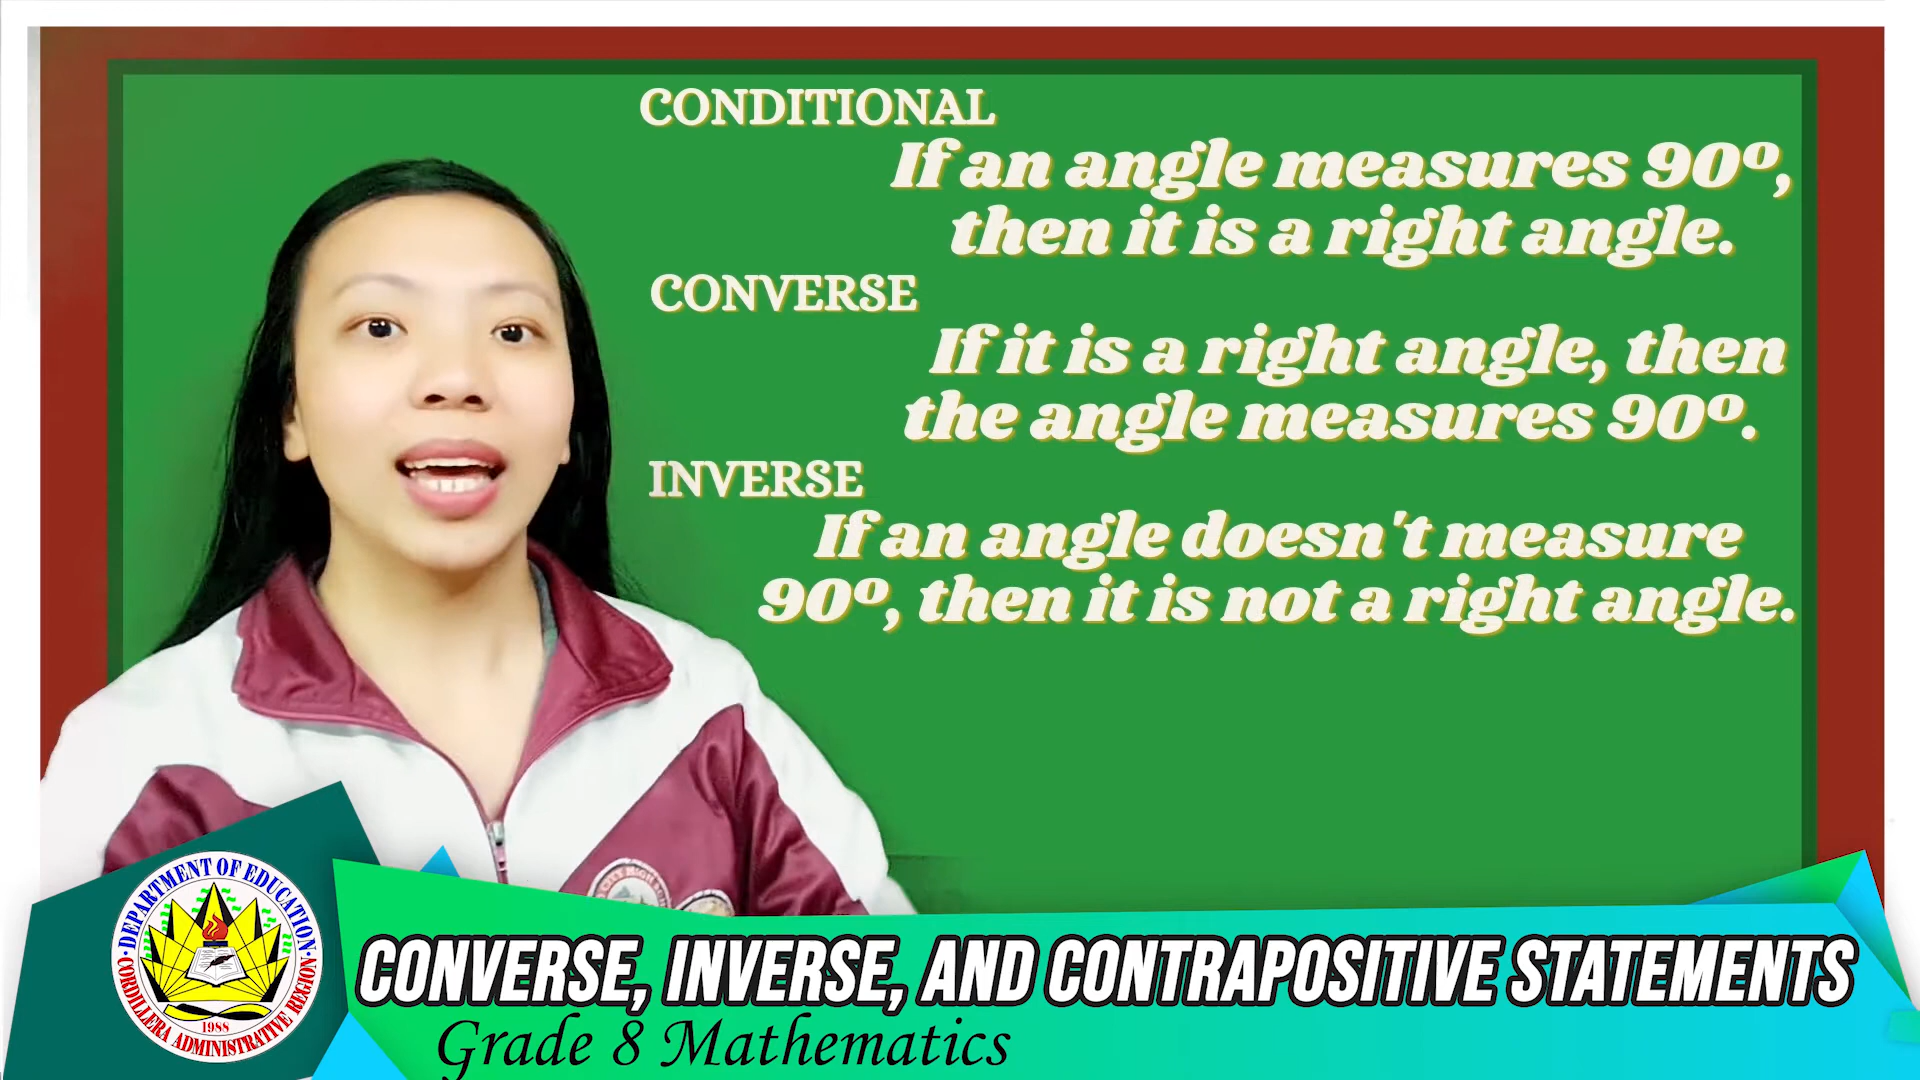 CONDITIONAL
If an angle measures 90º,
then it is a right angle.
CONVERSE
If it is a right angle, then
the angle measures 90º.
INVERSE
If an angle doesn't measure
90º, then it is not a right angle.
CITY HIGH
DEPARTMENT OF EDUCATION
CORDILLERA ADMINISTRATIVE REGION
1988
CONVERSE, INVERSE, AND CONTRAPOSITIVE STATEMENTS
Grade 8 Mathematics